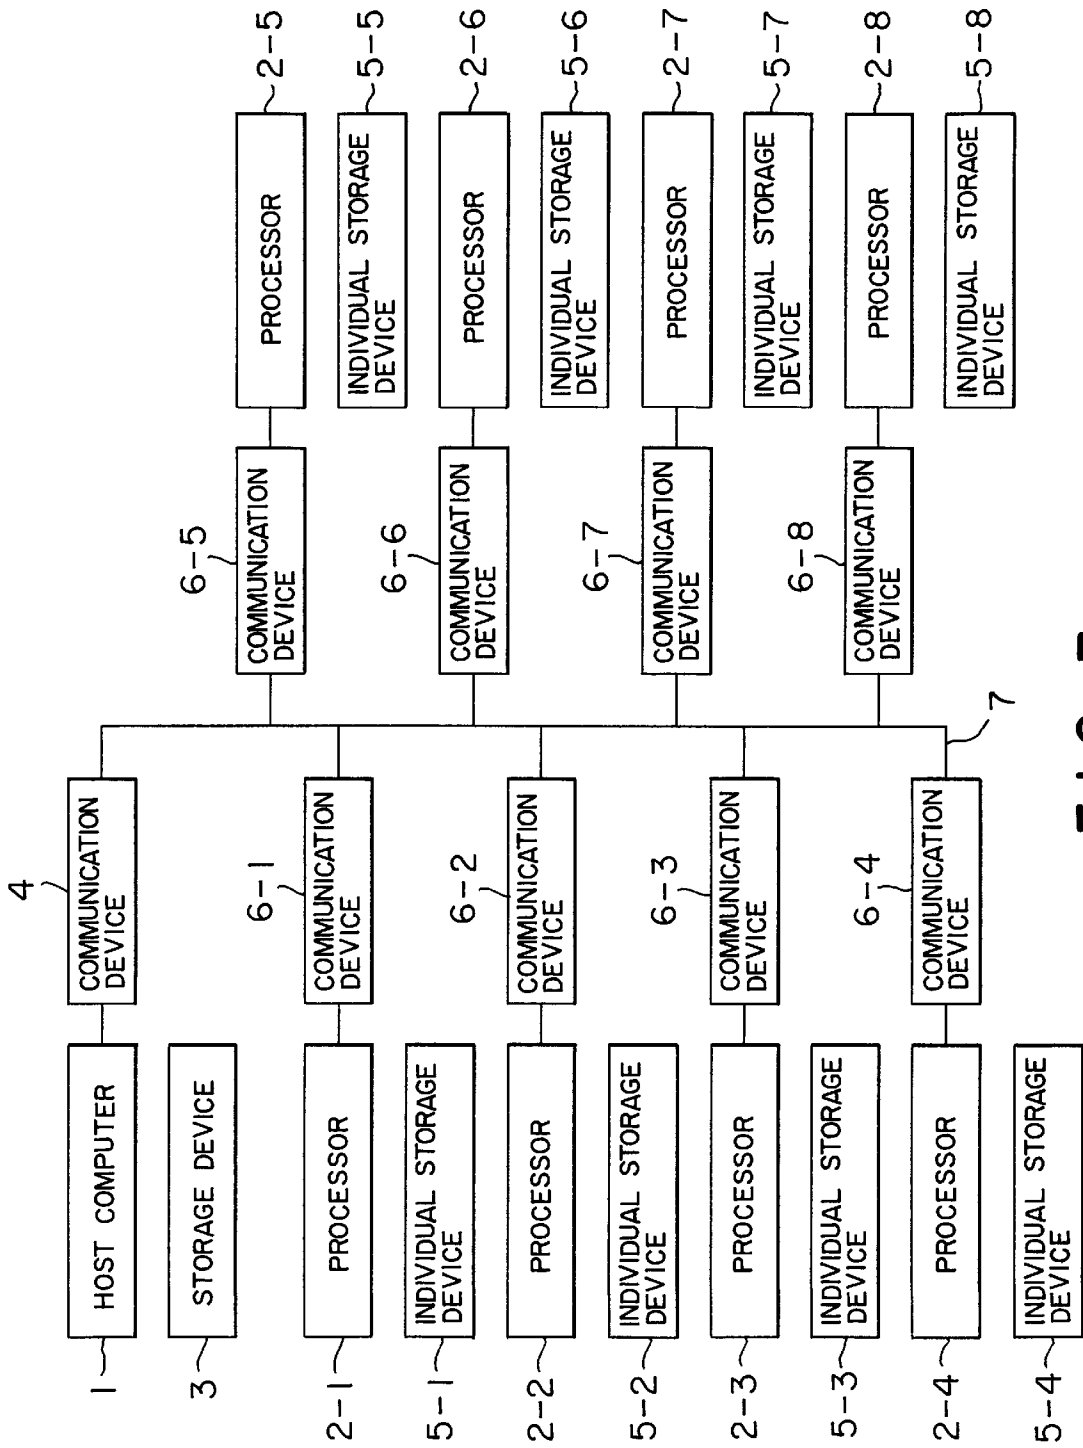 4
COMMUNICATION
DEVICE
HOST COMPUTER
1
STORAGE DEVICE
3
6-1
COMMUNICATION
DEVICE
PROCESSOR
2-1
INDIVIDUAL STORAGE
DEVICE
5-1
6-2
COMMUNICATION
DEVICE
PROCESSOR
2-2
INDIVIDUAL STORAGE
DEVICE
5-2
6-3
COMMUNICATION
DEVICE
PROCESSOR
2-3
INDIVIDUAL STORAGE
DEVICE
5-3
6-4
COMMUNICATION
DEVICE
PROCESSOR
2-4
INDIVIDUAL STORAGE
DEVICE
5-4
7
6-5
COMMUNICATION
DEVICE
PROCESSOR
2-5
INDIVIDUAL STORAGE
DEVICE
5-5
6-6
COMMUNICATION
DEVICE
PROCESSOR
2-6
INDIVIDUAL STORAGE
DEVICE
5-6
6-7
COMMUNICATION
DEVICE
PROCESSOR
2-7
INDIVIDUAL STORAGE
DEVICE
5-7
6-8
COMMUNICATION
DEVICE
PROCESSOR
2-8
INDIVIDUAL STORAGE
DEVICE
5-8